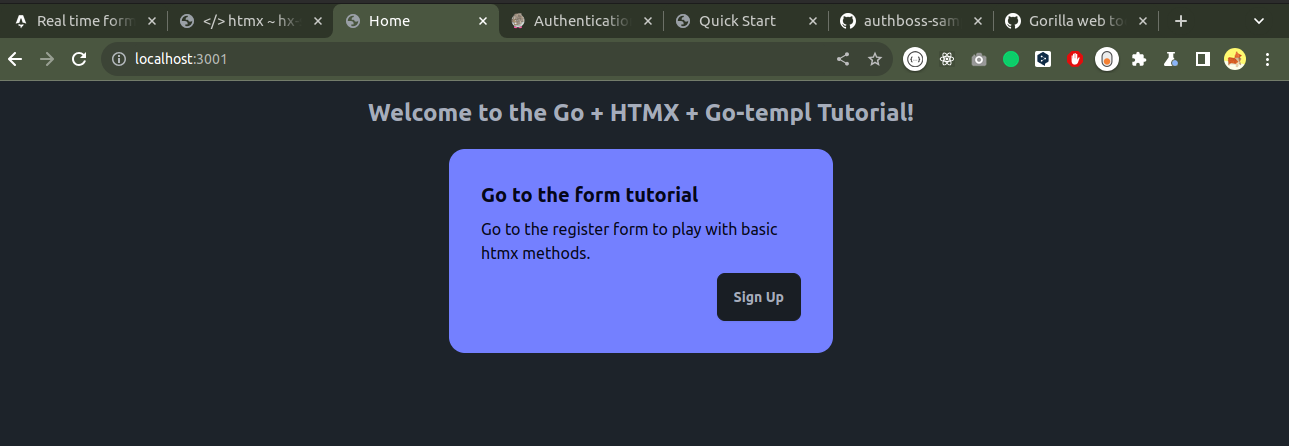 Real time form
</> htmx ~ hx-
Home
Authentication
Quick Start
authboss-sam
Gorilla web to
localhost:3001
Welcome to the Go + HTMX + Go-templ Tutorial!
Go to the form tutorial
Go to the register form to play with basic
htmx methods.
Sign Up